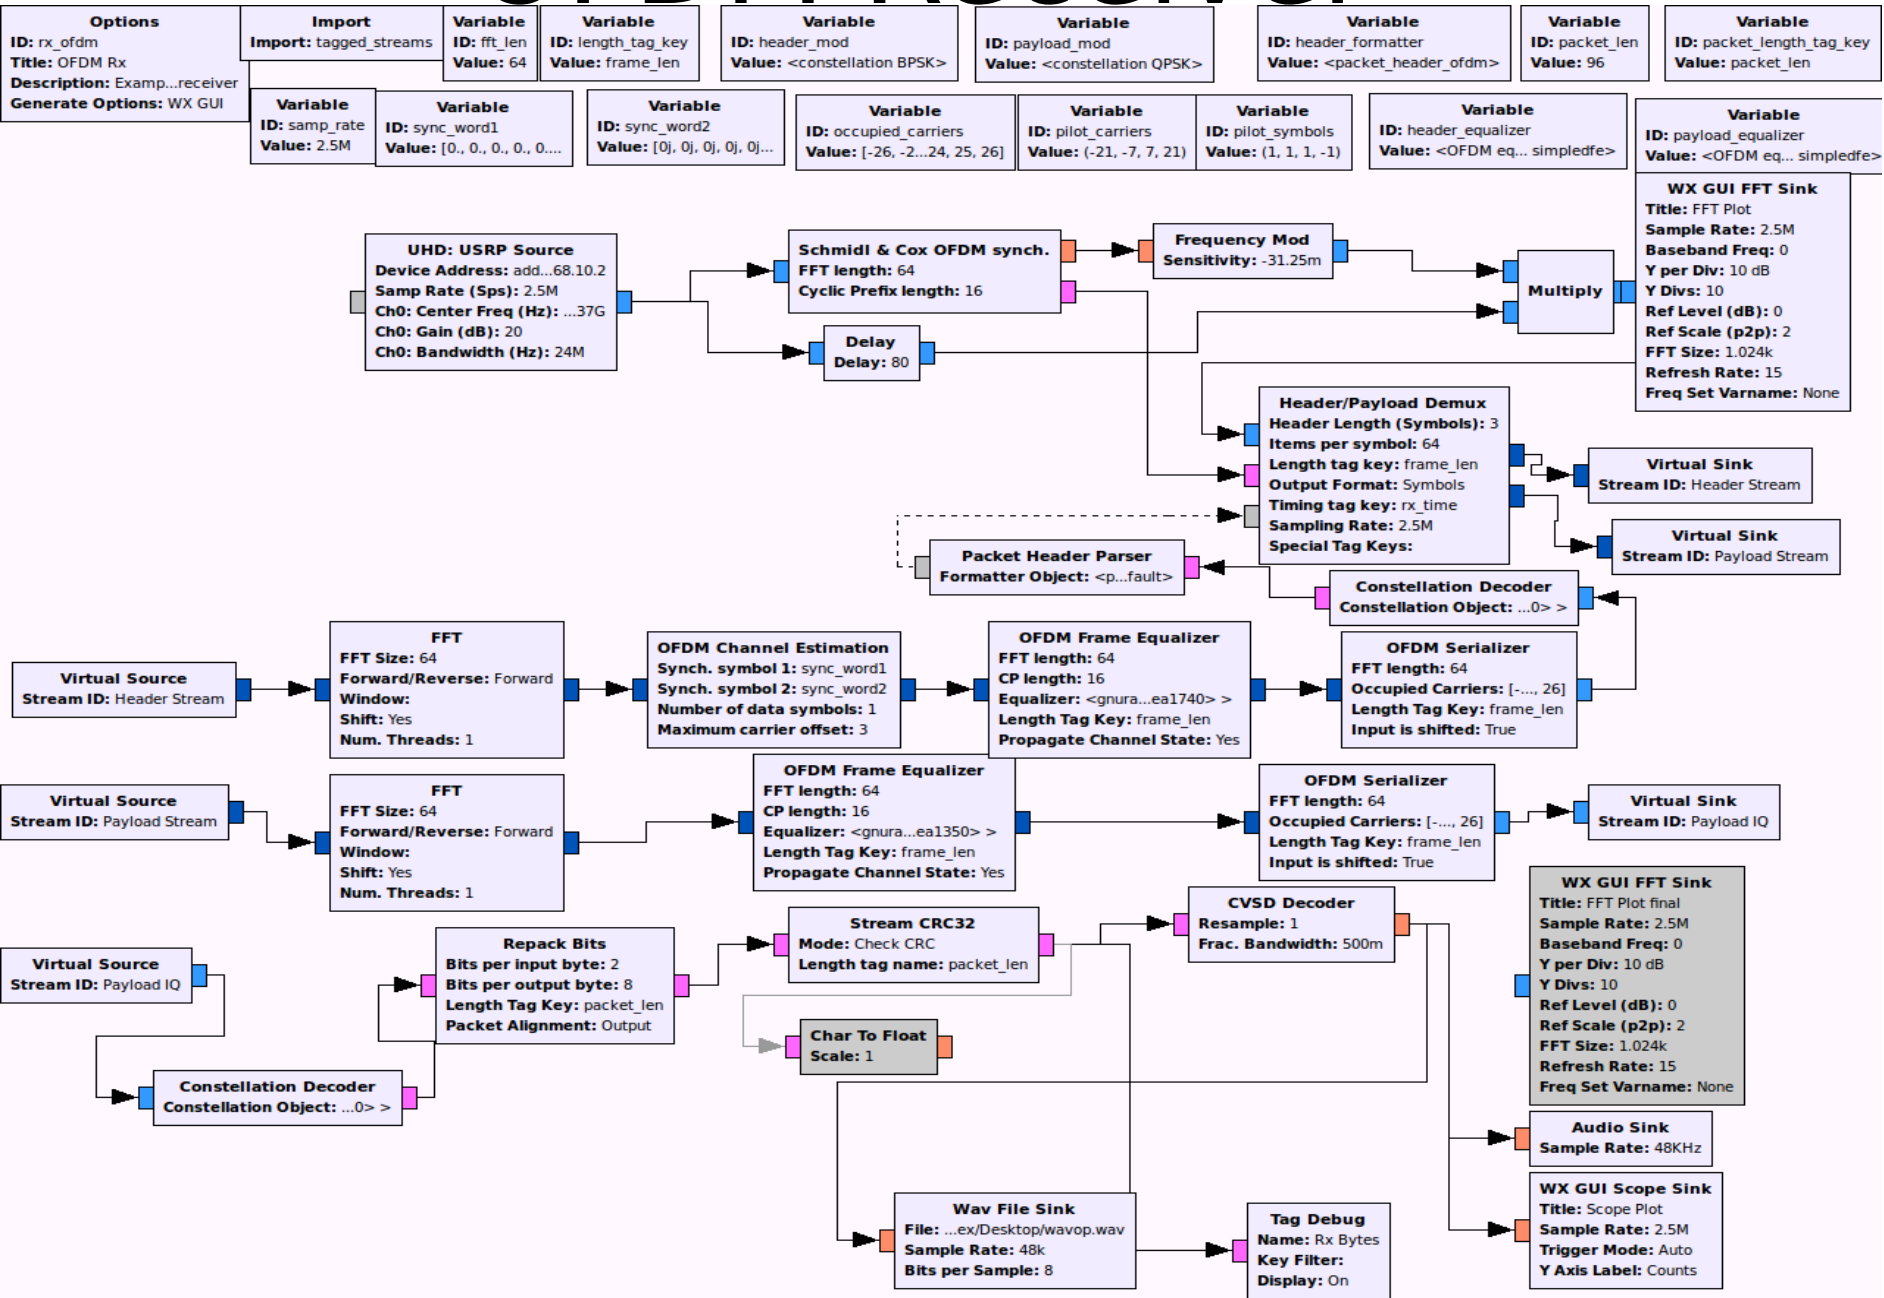 OFDM Receiver
Options
ID: rx_ofdm
Title: OFDM Rx
Description: Examp...receiver
Generate Options: WX GUI
Import
Import: tagged_streams
Variable
ID: fft_len
Value: 64
Variable
ID: length_tag_key
Value: frame_len
Variable
ID: header_mod
Value: <constellation BPSK>
Variable
ID: payload_mod
Value: <constellation QPSK>
Variable
ID: header_formatter
Value: <packet_header_ofdm>
Variable
ID: packet_len
Value: 96
Variable
ID: packet_length_tag_key
Value: packet_len
Variable
ID: samp_rate
Value: 2.5M
Variable
ID: sync_word1
Value: [0., 0., 0., 0., 0....
Variable
ID: sync_word2
Value: [0j, 0j, 0j, 0j, 0j...
Variable
ID: occupied_carriers
Value: [-26, -2...24, 25, 26]
Variable
ID: pilot_carriers
Value: (-21, -7, 7, 21)
Variable
ID: pilot_symbols
Value: (1, 1, 1, -1)
Variable
ID: header_equalizer
Value: <OFDM eq... simpledfe>
Variable
ID: payload_equalizer
Value: <OFDM eq... simpledfe>
UHD: USRP Source
Device Address: add...68.10.2
Samp Rate (Sps): 2.5M
Ch0: Center Freq (Hz): ...37G
Ch0: Gain (dB): 20
Ch0: Bandwidth (Hz): 24M
Schmidl & Cox OFDM synch.
FFT length: 64
Cyclic Prefix length: 16
Delay
Delay: 80
Frequency Mod
Sensitivity: -31.25m
Multiply
WX GUI FFT Sink
Title: FFT Plot
Sample Rate: 2.5M
Baseband Freq: 0
Y per Div: 10 dB
Y Divs: 10
Ref Level (dB): 0
Ref Scale (p2p): 2
FFT Size: 1.024k
Refresh Rate: 15
Freq Set Varname: None
Header/Payload Demux
Header Length (Symbols): 3
Items per symbol: 64
Length tag key: frame_len
Output Format: Symbols
Timing tag key: rx_time
Sampling Rate: 2.5M
Special Tag Keys:
Virtual Sink
Stream ID: Header Stream
Virtual Sink
Stream ID: Payload Stream
Packet Header Parser
Formatter Object: <p...fault>
Constellation Decoder
Constellation Object: ...0> >
Virtual Source
Stream ID: Header Stream
FFT
FFT Size: 64
Forward/Reverse: Forward
Window:
Shift: Yes
Num. Threads: 1
OFDM Channel Estimation
Synch. symbol 1: sync_word1
Synch. symbol 2: sync_word2
Number of data symbols: 1
Maximum carrier offset: 3
OFDM Frame Equalizer
FFT length: 64
CP length: 16
Equalizer: <gnura...ea1740> >
Length Tag Key: frame_len
Propagate Channel State: Yes
OFDM Serializer
FFT length: 64
Occupied Carriers: [-..., 26]
Length Tag Key: frame_len
Input is shifted: True
Virtual Source
Stream ID: Payload Stream
FFT
FFT Size: 64
Forward/Reverse: Forward
Window:
Shift: Yes
Num. Threads: 1
OFDM Frame Equalizer
FFT length: 64
CP length: 16
Equalizer: <gnura...ea1350> >
Length Tag Key: frame_len
Propagate Channel State: Yes
OFDM Serializer
FFT length: 64
Occupied Carriers: [-..., 26]
Length Tag Key: frame_len
Input is shifted: True
Virtual Sink
Stream ID: Payload IQ
Virtual Source
Stream ID: Payload IQ
Constellation Decoder
Constellation Object: ...0> >
Repack Bits
Bits per input byte: 2
Bits per output byte: 8
Length Tag Key: packet_len
Packet Alignment: Output
Stream CRC32
Mode: Check CRC
Length tag name: packet_len
Char To Float
Scale: 1
CVSD Decoder
Resample: 1
Frac. Bandwidth: 500m
WX GUI FFT Sink
Title: FFT Plot final
Sample Rate: 2.5M
Baseband Freq: 0
Y per Div: 10 dB
Y Divs: 10
Ref Level (dB): 0
Ref Scale (p2p): 2
FFT Size: 1.024k
Refresh Rate: 15
Freq Set Varname: None
Audio Sink
Sample Rate: 48KHz
WX GUI Scope Sink
Title: Scope Plot
Sample Rate: 2.5M
Trigger Mode: Auto
Y Axis Label: Counts
Wav File Sink
File: ...ex/Desktop/wavop.wav
Sample Rate: 48k
Bits per Sample: 8
Tag Debug
Name: Rx Bytes
Key Filter:
Display: On